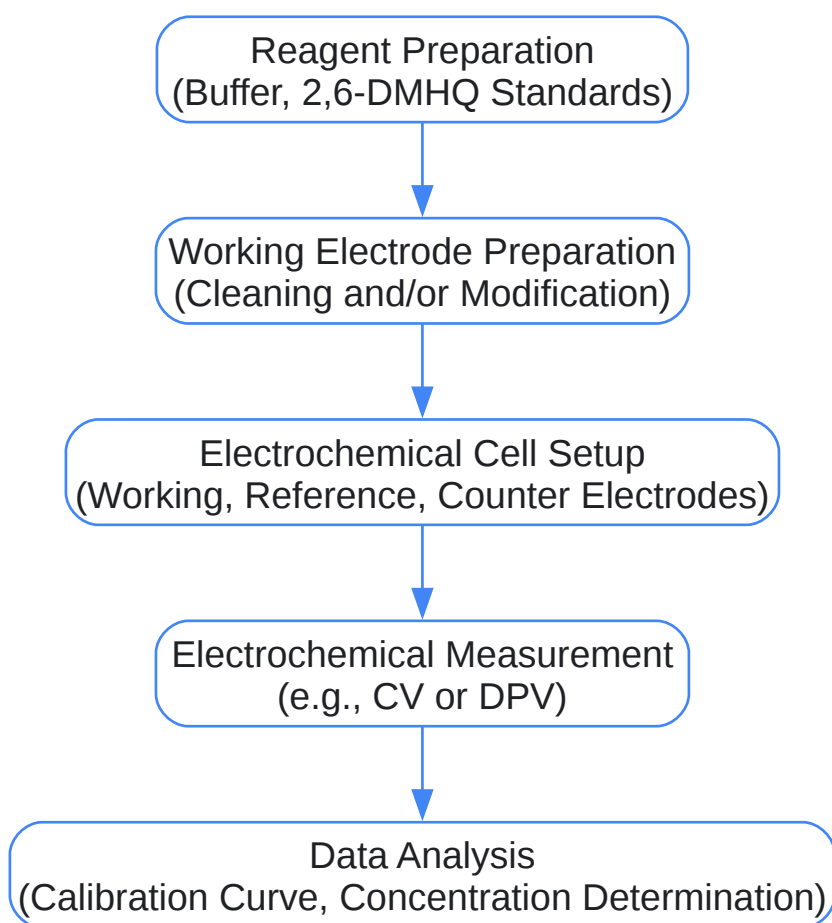 Reagent Preparation
(Buffer, 2,6-DMHQ Standards)
Working Electrode Preparation
(Cleaning and/or Modification)
Electrochemical Cell Setup
(Working, Reference, Counter Electrodes)
Electrochemical Measurement
(e.g., CV or DPV)
Data Analysis
(Calibration Curve, Concentration Determination)